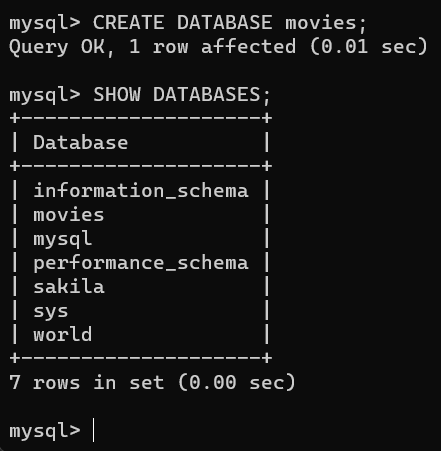 mysql> CREATE DATABASE movies;
Query OK, 1 row affected (0.01 sec)
mysql> SHOW DATABASES;
+--------------------+
| Database           |
+--------------------+
| information_schema |
| movies             |
| mysql              |
| performance_schema |
| sakila             |
| sys                |
| world              |
+--------------------+
7 rows in set (0.00 sec)
mysql>